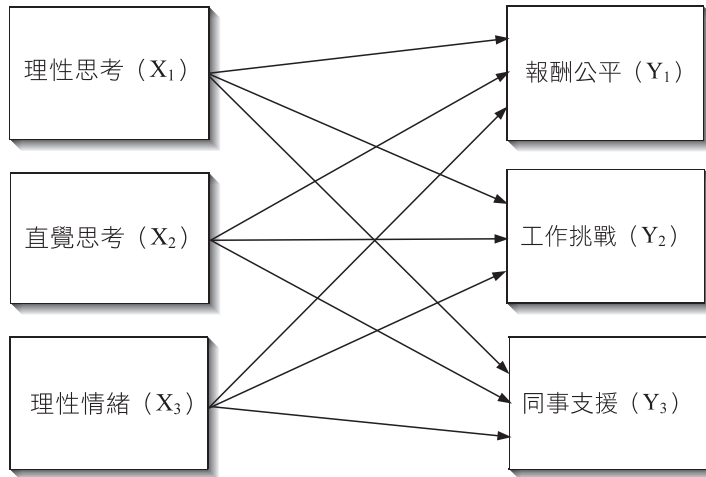 理性思考（X₁）
報酬公平（Y₁）
直覺思考（X₂）
工作挑戰（Y₂）
理性情緒（X₃）
同事支援（Y₃）